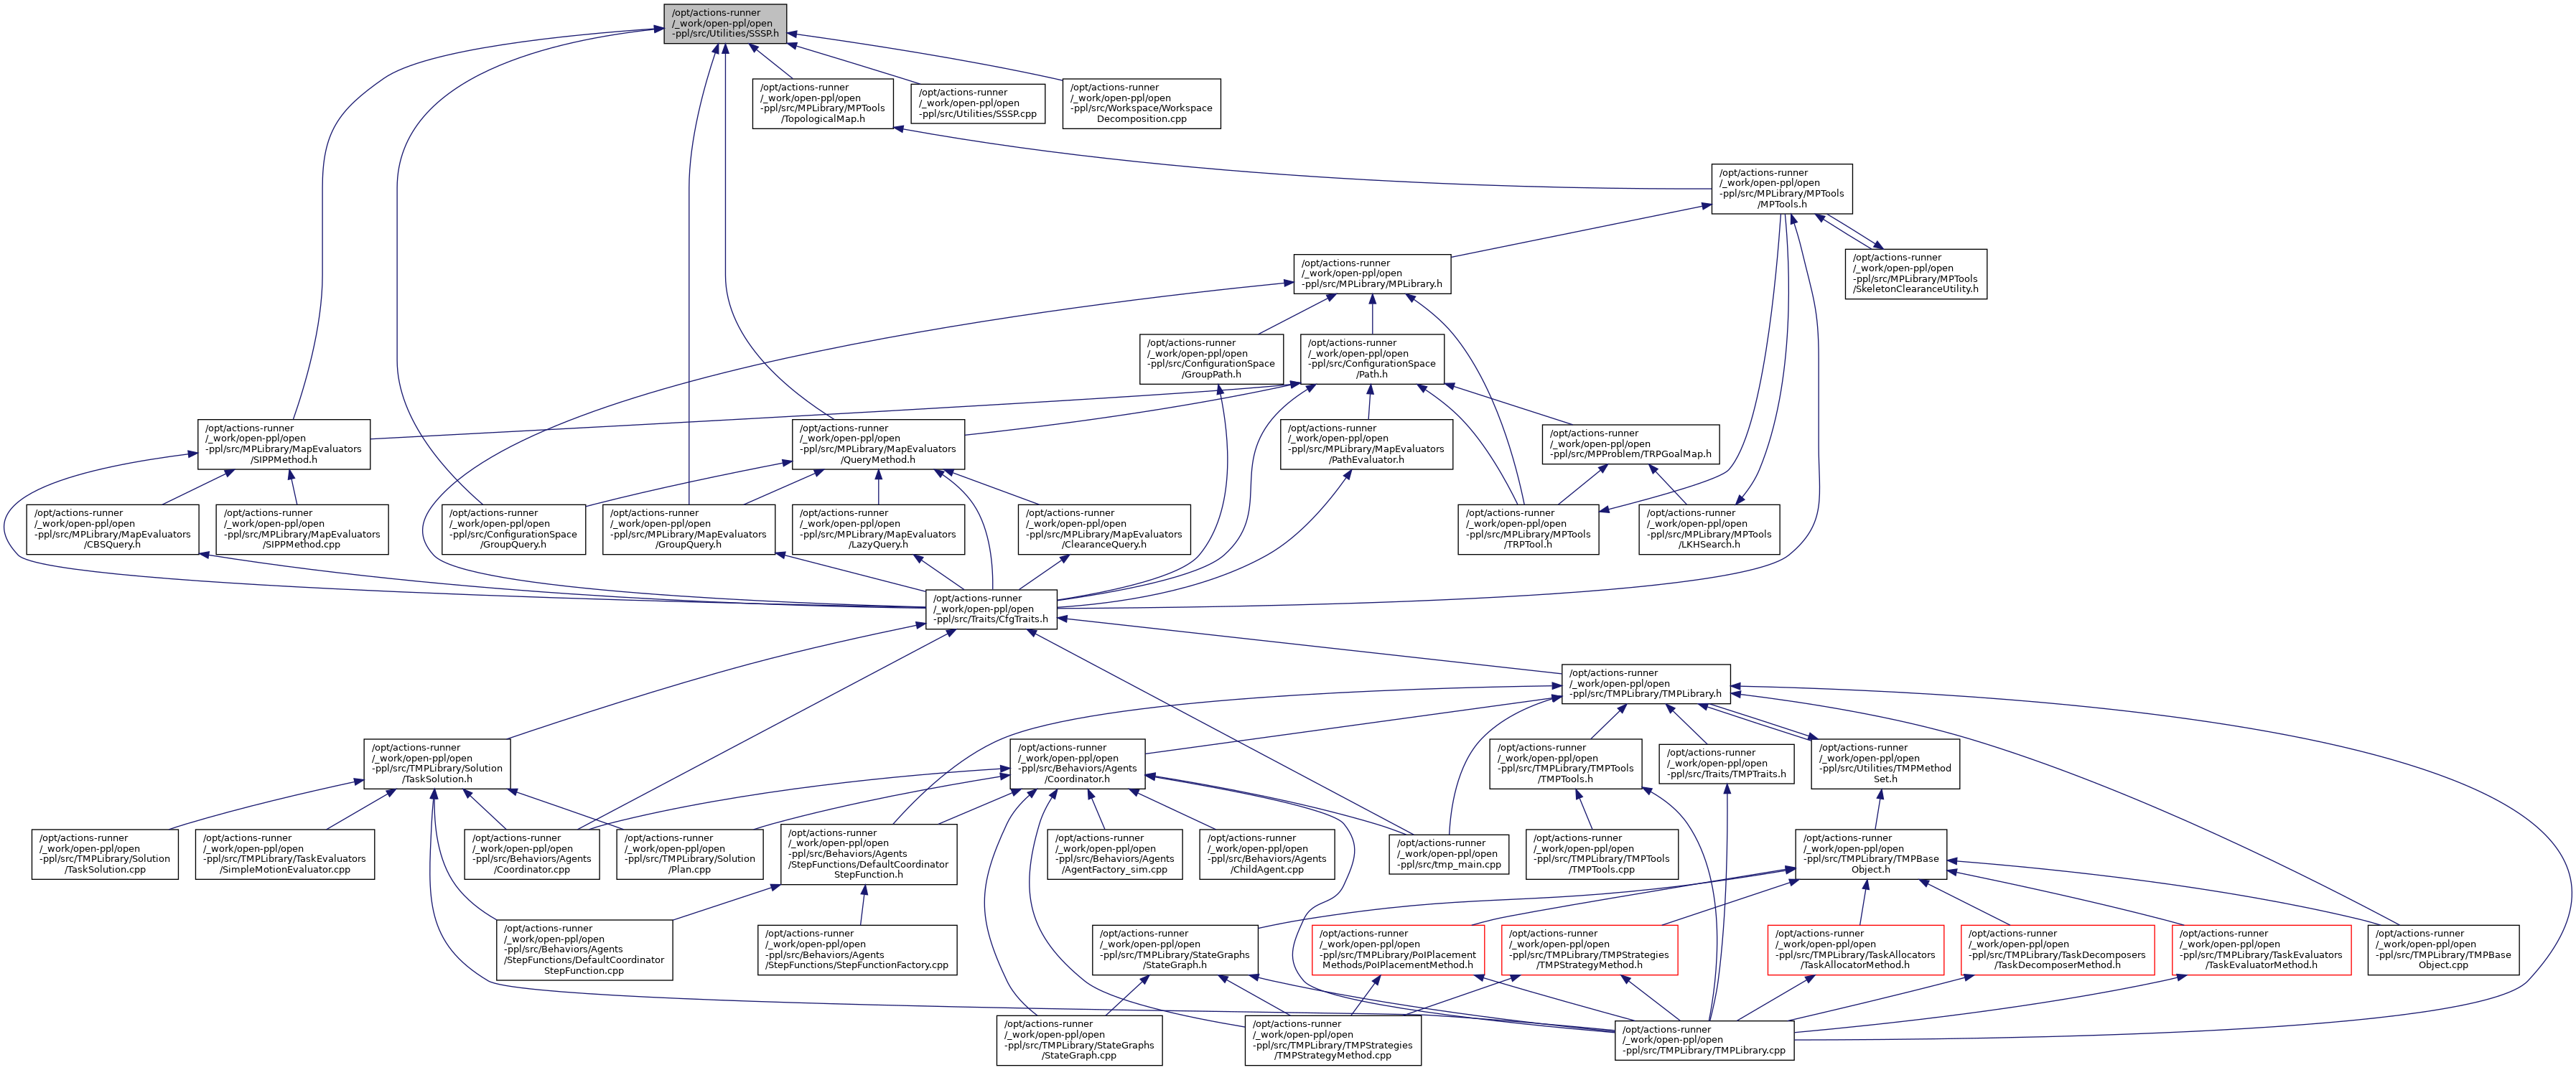 /opt/actions-runner
/_work/open-ppl/open
-ppl/src/Utilities/SSSP.h
/opt/actions-runner
/_work/open-ppl/open
-ppl/src/MPLibrary/MPTools
/TopologicalMap.h
/opt/actions-runner
/_work/open-ppl/open
-ppl/src/Utilities/SSSP.cpp
/opt/actions-runner
/_work/open-ppl/open
-ppl/src/Workspace/Workspace
Decomposition.cpp
/opt/actions-runner
/_work/open-ppl/open
-ppl/src/MPLibrary/MPTools
/MPTools.h
/opt/actions-runner
/_work/open-ppl/open
-ppl/src/MPLibrary/MPLibrary.h
/opt/actions-runner
/_work/open-ppl/open
-ppl/src/MPLibrary/MPTools
/SkeletonClearanceUtility.h
/opt/actions-runner
/_work/open-ppl/open
-ppl/src/ConfigurationSpace
/GroupPath.h
/opt/actions-runner
/_work/open-ppl/open
-ppl/src/ConfigurationSpace
/Path.h
/opt/actions-runner
/_work/open-ppl/open
-ppl/src/MPLibrary/MapEvaluators
/SIPPMethod.h
/opt/actions-runner
/_work/open-ppl/open
-ppl/src/MPLibrary/MapEvaluators
/QueryMethod.h
/opt/actions-runner
/_work/open-ppl/open
-ppl/src/MPLibrary/MapEvaluators
/PathEvaluator.h
/opt/actions-runner
/_work/open-ppl/open
-ppl/src/MPProblem/TRPGoalMap.h
/opt/actions-runner
/_work/open-ppl/open
-ppl/src/MPLibrary/MapEvaluators
/CBSQuery.h
/opt/actions-runner
/_work/open-ppl/open
-ppl/src/MPLibrary/MapEvaluators
/SIPPMethod.cpp
/opt/actions-runner
/_work/open-ppl/open
-ppl/src/ConfigurationSpace
/GroupQuery.h
/opt/actions-runner
/_work/open-ppl/open
-ppl/src/MPLibrary/MapEvaluators
/GroupQuery.h
/opt/actions-runner
/_work/open-ppl/open
-ppl/src/MPLibrary/MapEvaluators
/LazyQuery.h
/opt/actions-runner
/_work/open-ppl/open
-ppl/src/MPLibrary/MapEvaluators
/ClearanceQuery.h
/opt/actions-runner
/_work/open-ppl/open
-ppl/src/MPLibrary/MPTools
/TRPTool.h
/opt/actions-runner
/_work/open-ppl/open
-ppl/src/MPLibrary/MPTools
/LKHSearch.h
/opt/actions-runner
/_work/open-ppl/open
-ppl/src/Traits/CfgTraits.h
/opt/actions-runner
/_work/open-ppl/open
-ppl/src/TMPLibrary/TMPLibrary.h
/opt/actions-runner
/_work/open-ppl/open
-ppl/src/TMPLibrary/Solution
/TaskSolution.h
/opt/actions-runner
/_work/open-ppl/open
-ppl/src/Behaviors/Agents
/Coordinator.h
/opt/actions-runner
/_work/open-ppl/open
-ppl/src/TMPLibrary/TMPTools
/TMPTools.h
/opt/actions-runner
/_work/open-ppl/open
-ppl/src/Traits/TMPTraits.h
/opt/actions-runner
/_work/open-ppl/open
-ppl/src/Utilities/TMPMethod
Set.h
/opt/actions-runner
/_work/open-ppl/open
-ppl/src/TMPLibrary/Solution
/TaskSolution.cpp
/opt/actions-runner
/_work/open-ppl/open
-ppl/src/TMPLibrary/TaskEvaluators
/SimpleMotionEvaluator.cpp
/opt/actions-runner
/_work/open-ppl/open
-ppl/src/Behaviors/Agents
/Coordinator.cpp
/opt/actions-runner
/_work/open-ppl/open
-ppl/src/TMPLibrary/Solution
/Plan.cpp
/opt/actions-runner
/_work/open-ppl/open
-ppl/src/Behaviors/Agents
/StepFunctions/DefaultCoordinator
StepFunction.h
/opt/actions-runner
/_work/open-ppl/open
-ppl/src/Behaviors/Agents
/AgentFactory_sim.cpp
/opt/actions-runner
/_work/open-ppl/open
-ppl/src/Behaviors/Agents
/ChildAgent.cpp
/opt/actions-runner
/_work/open-ppl/open
-ppl/src/tmp_main.cpp
/opt/actions-runner
/_work/open-ppl/open
-ppl/src/TMPLibrary/TMPTools
/TMPTools.cpp
/opt/actions-runner
/_work/open-ppl/open
-ppl/src/TMPLibrary/TMPBase
Object.h
/opt/actions-runner
/_work/open-ppl/open
-ppl/src/Behaviors/Agents
/StepFunctions/DefaultCoordinator
StepFunction.cpp
/opt/actions-runner
/_work/open-ppl/open
-ppl/src/Behaviors/Agents
/StepFunctions/StepFunctionFactory.cpp
/opt/actions-runner
/_work/open-ppl/open
-ppl/src/TMPLibrary/StateGraphs
/StateGraph.h
/opt/actions-runner
/_work/open-ppl/open
-ppl/src/TMPLibrary/PoIPlacement
Methods/PoIPlacementMethod.h
/opt/actions-runner
/_work/open-ppl/open
-ppl/src/TMPLibrary/TMPStrategies
/TMPStrategyMethod.h
/opt/actions-runner
/_work/open-ppl/open
-ppl/src/TMPLibrary/TaskAllocators
/TaskAllocatorMethod.h
/opt/actions-runner
/_work/open-ppl/open
-ppl/src/TMPLibrary/TaskDecomposers
/TaskDecomposerMethod.h
/opt/actions-runner
/_work/open-ppl/open
-ppl/src/TMPLibrary/TaskEvaluators
/TaskEvaluatorMethod.h
/opt/actions-runner
/_work/open-ppl/open
-ppl/src/TMPLibrary/TMPBase
Object.cpp
/opt/actions-runner
/_work/open-ppl/open
-ppl/src/TMPLibrary/StateGraphs
/StateGraph.cpp
/opt/actions-runner
/_work/open-ppl/open
-ppl/src/TMPLibrary/TMPStrategies
/TMPStrategyMethod.cpp
/opt/actions-runner
/_work/open-ppl/open
-ppl/src/TMPLibrary/TMPLibrary.cpp